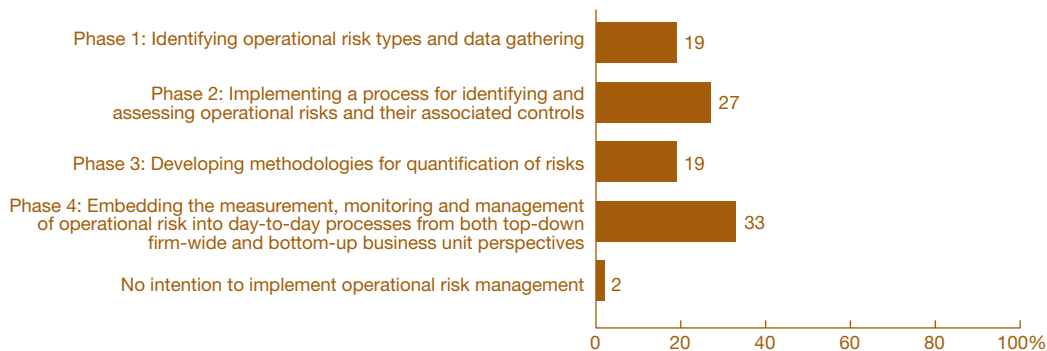 Phase 1: Identifying operational risk types and data gathering
19
Phase 2: Implementing a process for identifying and
assessing operational risks and their associated controls
27
Phase 3: Developing methodologies for quantification of risks
19
Phase 4: Embedding the measurement, monitoring and management
of operational risk into day-to-day processes from both top-down
firm-wide and bottom-up business unit perspectives
33
No intention to implement operational risk management
2
0 20 40 60 80 100%